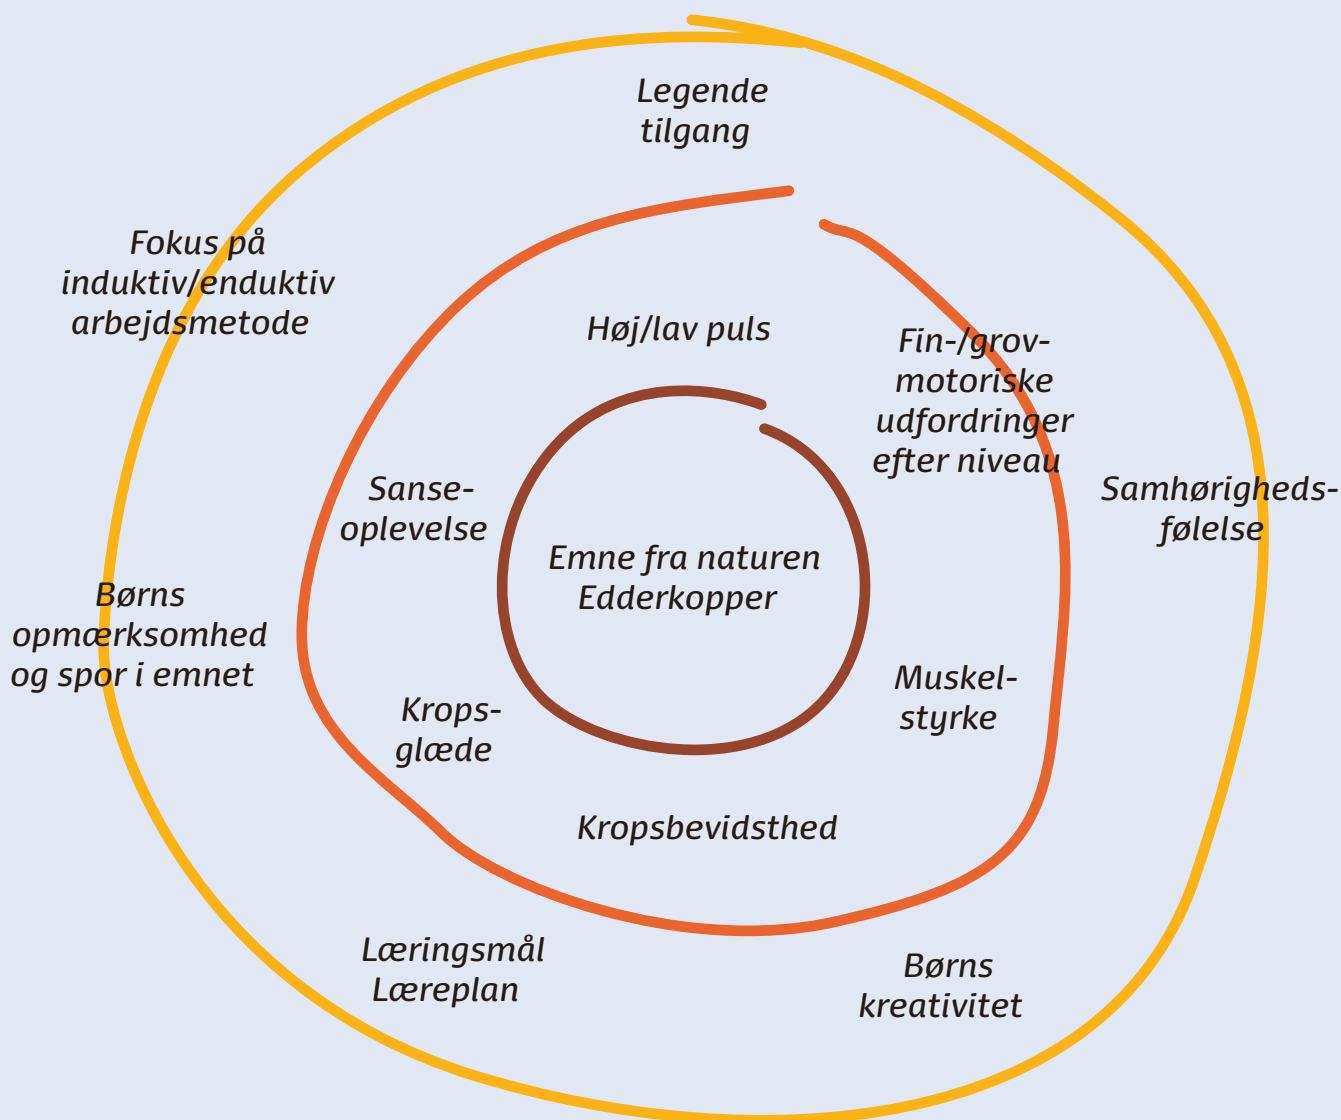 Legende
tilgang
Fokus på
induktiv/enduktiv
arbejdsmetode
Høj/lav puls
Fin-/grov-
motoriske
udfordringer
efter niveau
Sanse-
oplevelse
Samhørigheds-
følelse
Emne fra naturen
Edderkopper
Børns
opmærksomhed
og spor i emnet
Muskel-
styrke
Krops-
glæde
Kropsbevidsthed
Læringsmål
Læreplan
Børns
kreativitet